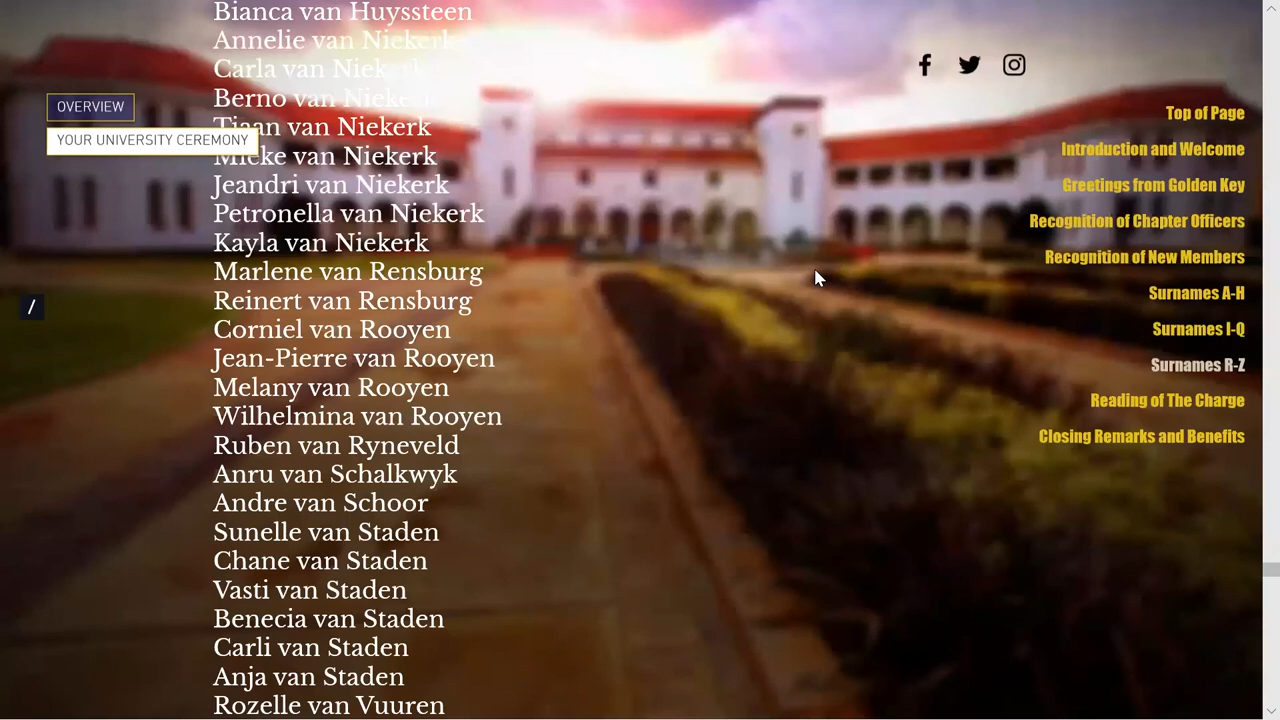 Bianca van Huyssteen
Annelie van Niekerk
Carla van Niekerk
Berno van Niekerk
Tiaan van Niekerk
Mieke van Niekerk
Jeandri van Niekerk
Petronella van Niekerk
Kayla van Niekerk
Marlene van Rensburg
Reinert van Rensburg
Corniel van Rooyen
Jean-Pierre van Rooyen
Melany van Rooyen
Wilhelmina van Rooyen
Ruben van Ryneveld
Anru van Schalkwyk
Andre van Schoor
Sunelle van Staden
Chane van Staden
Vasti van Staden
Benecia van Staden
Carli van Staden
Anja van Staden
Rozelle van Vuuren
OVERVIEW
YOUR UNIVERSITY CEREMONY
/
Top of Page
Introduction and Welcome
Greetings from Golden Key
Recognition of Chapter Officers
Recognition of New Members
Surnames A-H
Surnames I-Q
Surnames R-Z
Reading of The Charge
Closing Remarks and Benefits